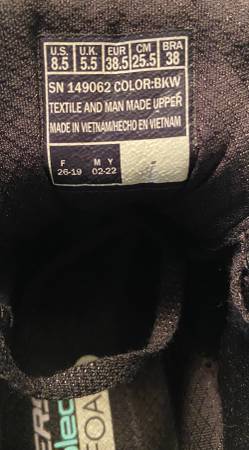 U.S. U.K. EUR CM BRA
8.5 5.5 38.5 25.5 38
SN 149062 COLOR:BKW
TEXTILE AND MAN MADE UPPER
MADE IN VIETNAM/HECHO EN VIETNAM
F M Y
26-19 02-22